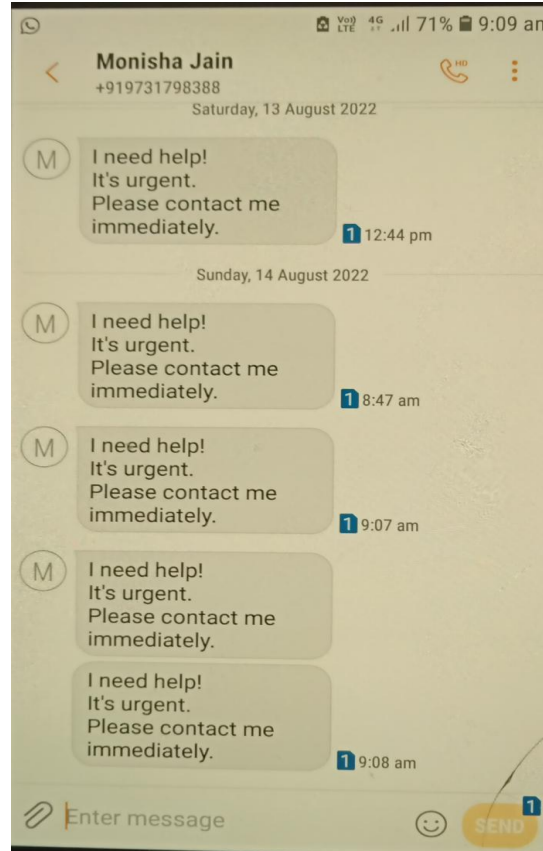 Voo) LTE 4G 71% 9:09 am
Monisha Jain
HD
+919731798388
Saturday, 13 August 2022
M
I need help!
It's urgent.
Please contact me
immediately.
1 12:44 pm
Sunday, 14 August 2022
M
I need help!
It's urgent.
Please contact me
immediately.
1 8:47 am
M
I need help!
It's urgent.
Please contact me
immediately.
1 9:07 am
M
I need help!
It's urgent.
Please contact me
immediately.
I need help!
It's urgent.
Please contact me
immediately.
1 9:08 am
Enter message
SEND
1